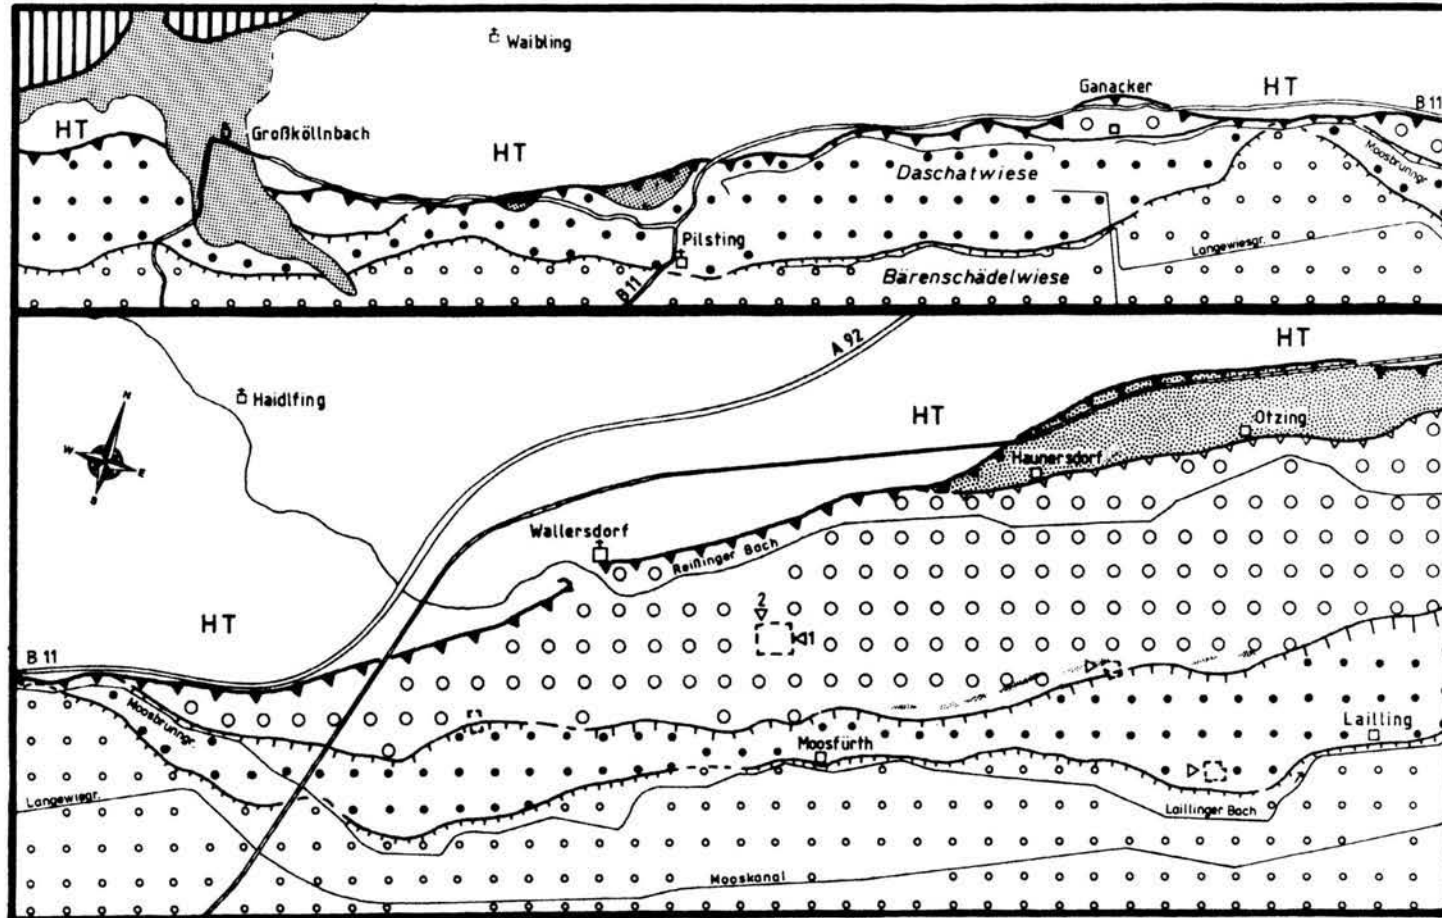 Waibling
Ganacker
HT
B 11
HT
Großköllnbach
HT
Moosbrunngr.
Daschatwiese
Pilsting
Langewiesgr.
Bärenschädelwiese
B 11
A 92
HT
N
Haidlfing
HT
Otzing
W
E
Haunersdorf
S
Wallersdorf
Reißinger Bach
2
1
HT
B 11
Moosbrunngr.
Lailling
Moosfürth
Langewiesgr.
Laillinger Bach
Mooskanal